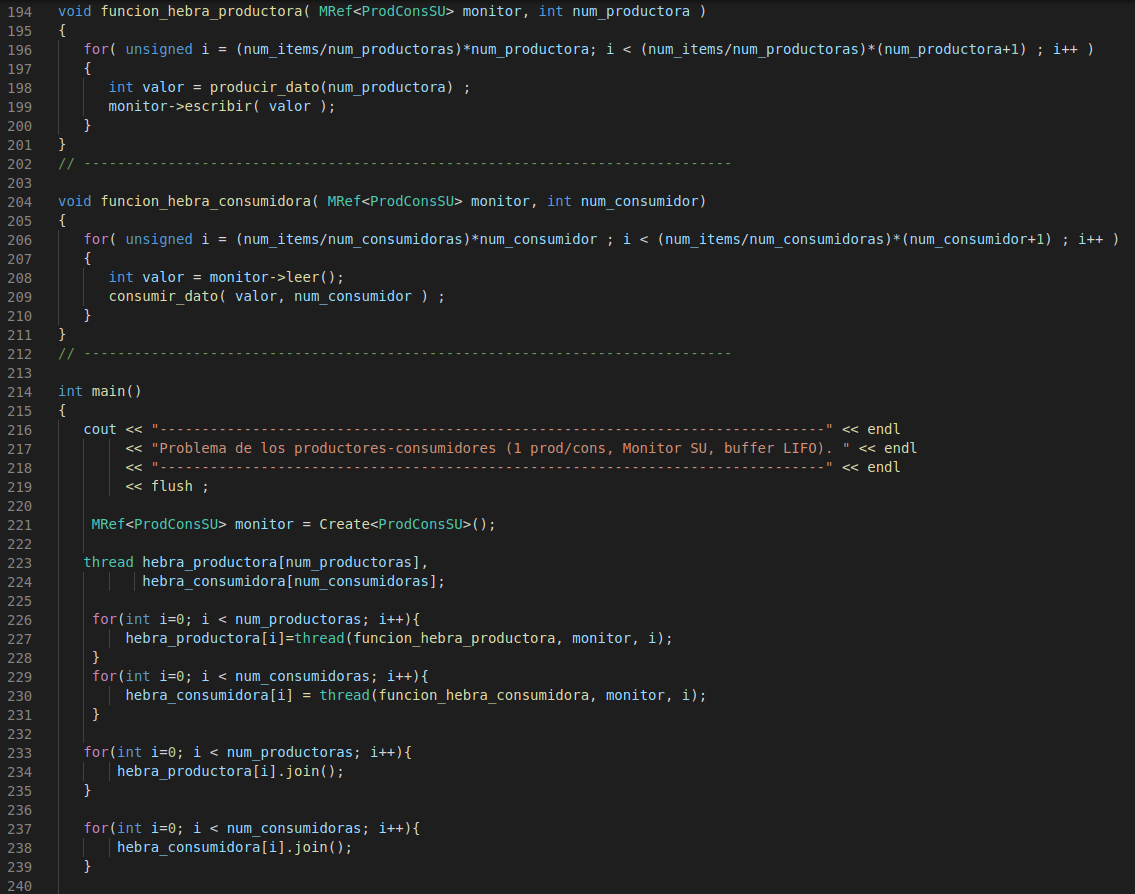 194 void funcion_hebra_productora( MRef<ProdConsSU> monitor, int num_productora )
195 {
196    for( unsigned i = (num_items/num_productoras)*num_productora; i < (num_items/num_productoras)*(num_productora+1) ; i++ )
197    {
198       int valor = producir_dato(num_productora) ;
199       monitor->escribir( valor );
200    }
201 }
202 // -----------------------------------------------------------------------------
203
204 void funcion_hebra_consumidora( MRef<ProdConsSU> monitor, int num_consumidor)
205 {
206    for( unsigned i = (num_items/num_consumidoras)*num_consumidor ; i < (num_items/num_consumidoras)*(num_consumidor+1) ; i++ )
207    {
208       int valor = monitor->leer();
209       consumir_dato( valor, num_consumidor ) ;
210    }
211 }
212 // -----------------------------------------------------------------------------
213
214 int main()
215 {
216    cout << "-------------------------------------------------------------------------------" << endl
217         << "Problema de los productores-consumidores (1 prod/cons, Monitor SU, buffer LIFO). " << endl
218         << "-------------------------------------------------------------------------------" << endl
219         << flush ;
220
221     MRef<ProdConsSU> monitor = Create<ProdConsSU>();
222
223    thread hebra_productora[num_productoras],
224           hebra_consumidora[num_consumidoras];
225
226     for(int i=0; i < num_productoras; i++){
227         hebra_productora[i]=thread(funcion_hebra_productora, monitor, i);
228     }
229     for(int i=0; i < num_consumidoras; i++){
230         hebra_consumidora[i] = thread(funcion_hebra_consumidora, monitor, i);
231     }
232
233    for(int i=0; i < num_productoras; i++){
234        hebra_productora[i].join();
235    }
236
237    for(int i=0; i < num_consumidoras; i++){
238        hebra_consumidora[i].join();
239    }
240